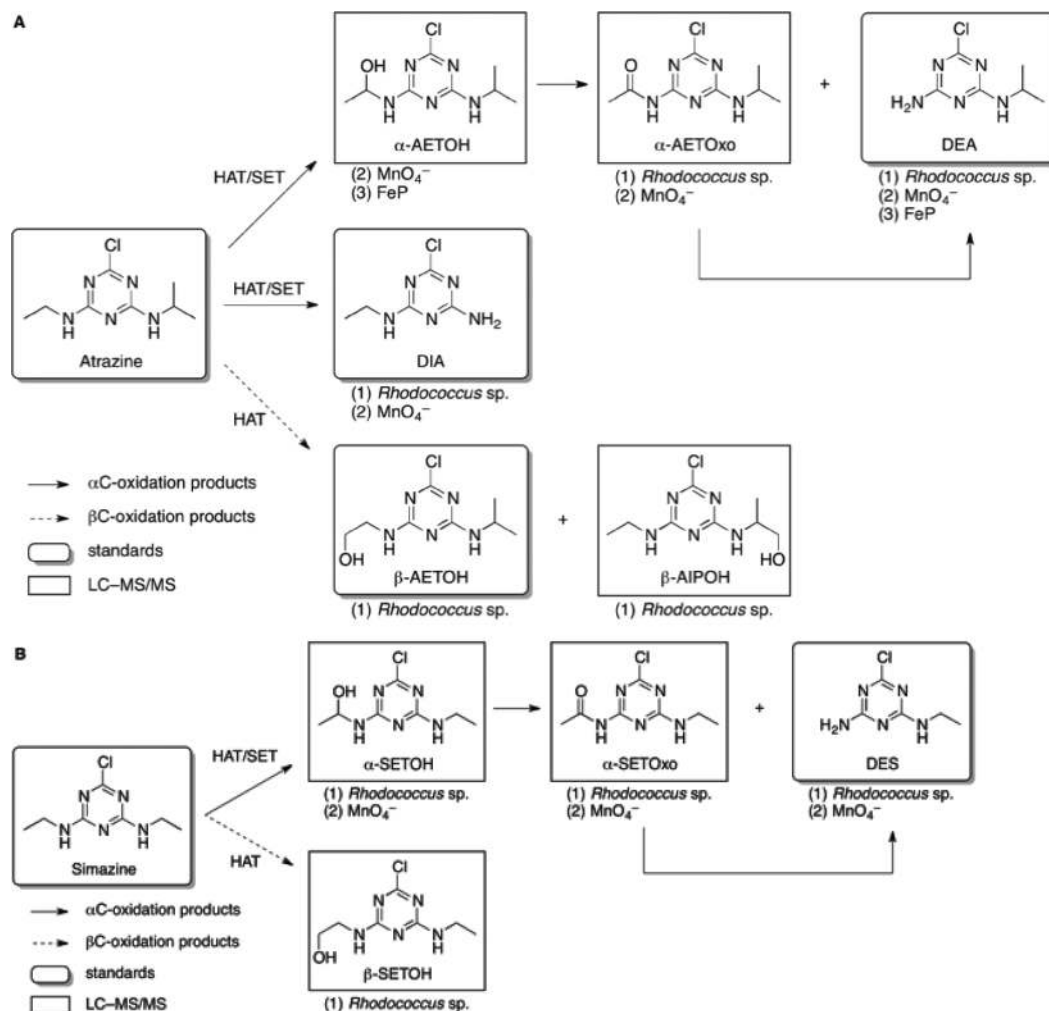 A
Cl
OH
N N
N N N
H H
α-AETOH
(2) MnO₄⁻
(3) FeP
Cl
O
N N
N N N
H H
α-AETOxo
(1) Rhodococcus sp.
(2) MnO₄⁻
+
Cl
N N
H₂N N N
H
DEA
(1) Rhodococcus sp.
(2) MnO₄⁻
(3) FeP
HAT/SET
Cl
N N
N N N
H H
Atrazine
HAT/SET
Cl
N N
N N NH₂
H
DIA
(1) Rhodococcus sp.
(2) MnO₄⁻
HAT
Cl
N N
N N N
H H
OH
β-AETOH
(1) Rhodococcus sp.
+
Cl
N N
N N N
H H
HO
β-AIPOH
(1) Rhodococcus sp.
αC-oxidation products
βC-oxidation products
standards
LC–MS/MS
B
Cl
OH
N N
N N N
H H
α-SETOH
(1) Rhodococcus sp.
(2) MnO₄⁻
Cl
O
N N
N N N
H H
α-SETOxo
(1) Rhodococcus sp.
(2) MnO₄⁻
+
Cl
N N
H₂N N N
H
DES
(1) Rhodococcus sp.
(2) MnO₄⁻
HAT/SET
Cl
N N
N N N
H H
Simazine
HAT
Cl
N N
N N N
H H
OH
β-SETOH
(1) Rhodococcus sp.
αC-oxidation products
βC-oxidation products
standards
LC–MS/MS